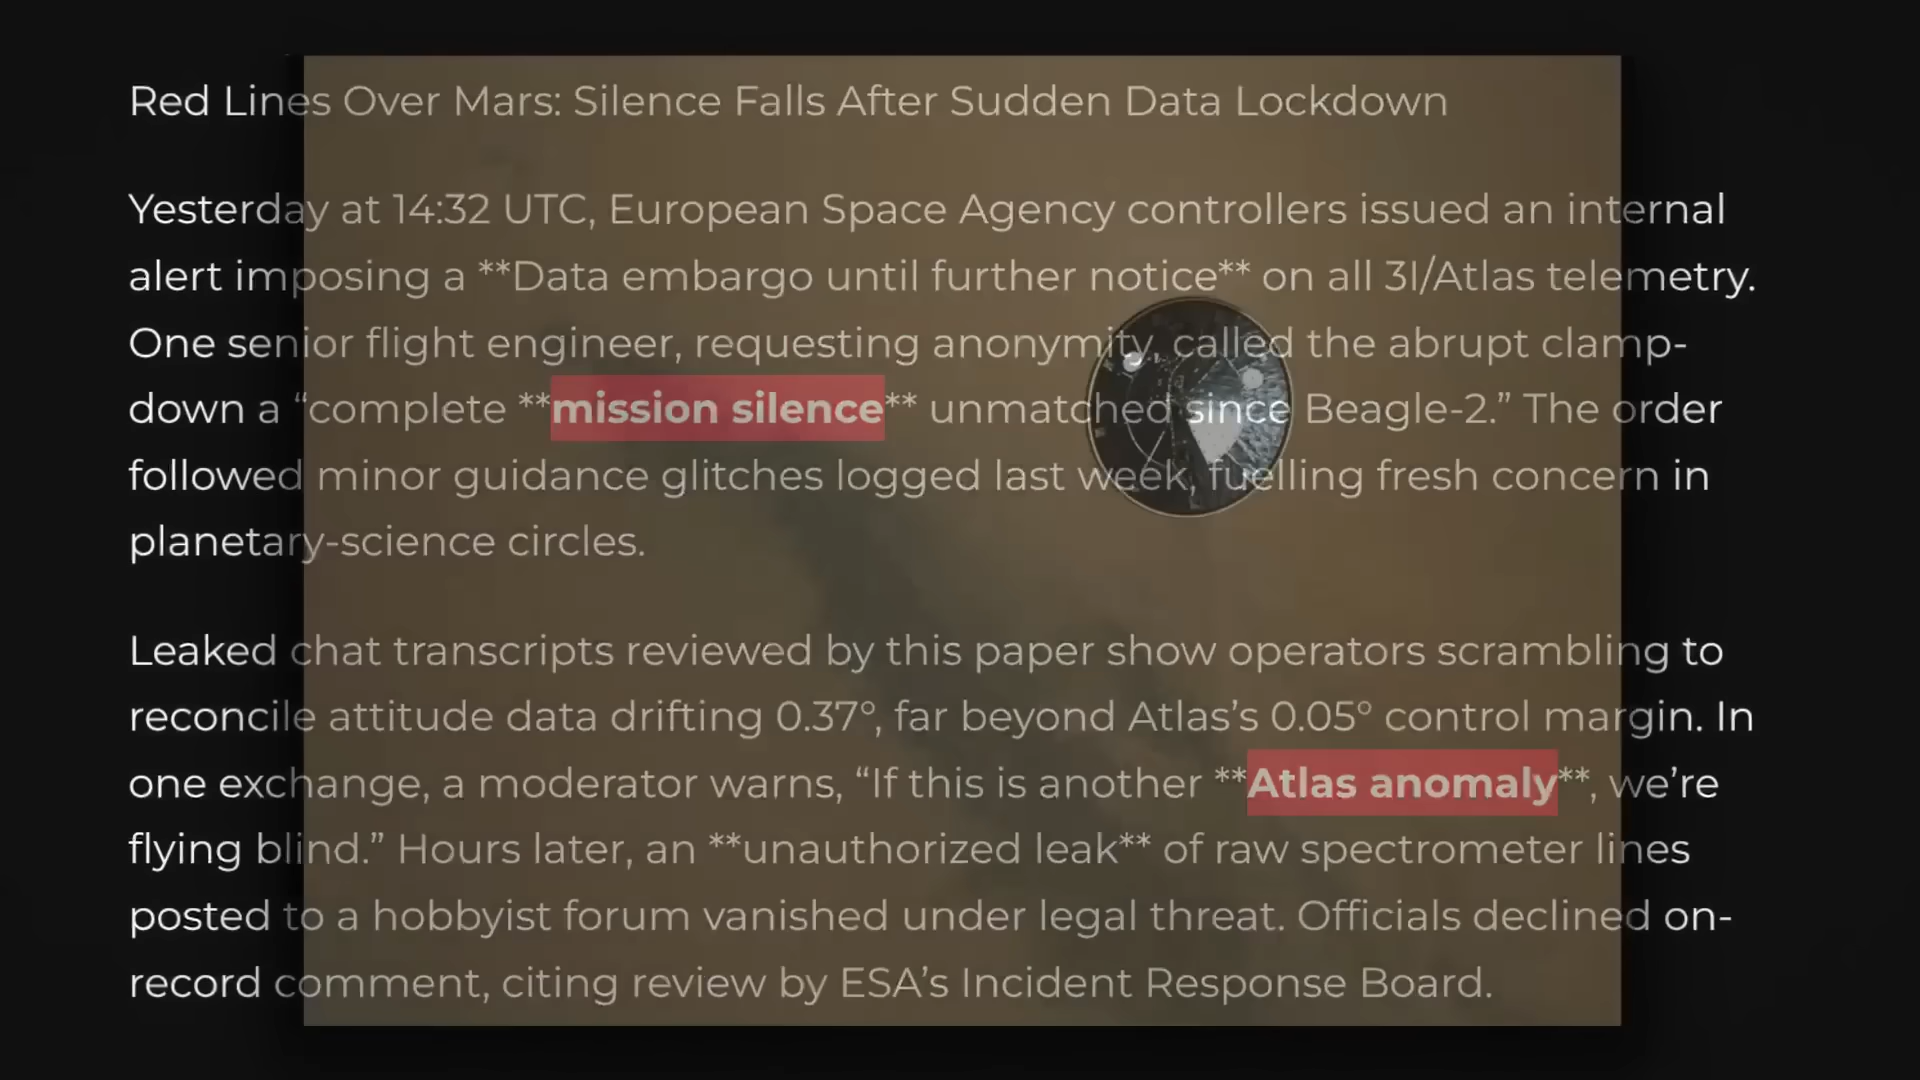 Red Lines Over Mars: Silence Falls After Sudden Data Lockdown
Yesterday at 14:32 UTC, European Space Agency controllers issued an internal
alert imposing a **Data embargo until further notice** on all 3I/Atlas telemetry.
One senior flight engineer, requesting anonymity, called the abrupt clamp-
down a “complete **mission silence** unmatched since Beagle-2.” The order
followed minor guidance glitches logged last week, fuelling fresh concern in
planetary-science circles.
Leaked chat transcripts reviewed by this paper show operators scrambling to
reconcile attitude data drifting 0.37°, far beyond Atlas’s 0.05° control margin. In
one exchange, a moderator warns, “If this is another **Atlas anomaly**, we’re
flying blind.” Hours later, an **unauthorized leak** of raw spectrometer lines
posted to a hobbyist forum vanished under legal threat. Officials declined on-
record comment, citing review by ESA’s Incident Response Board.